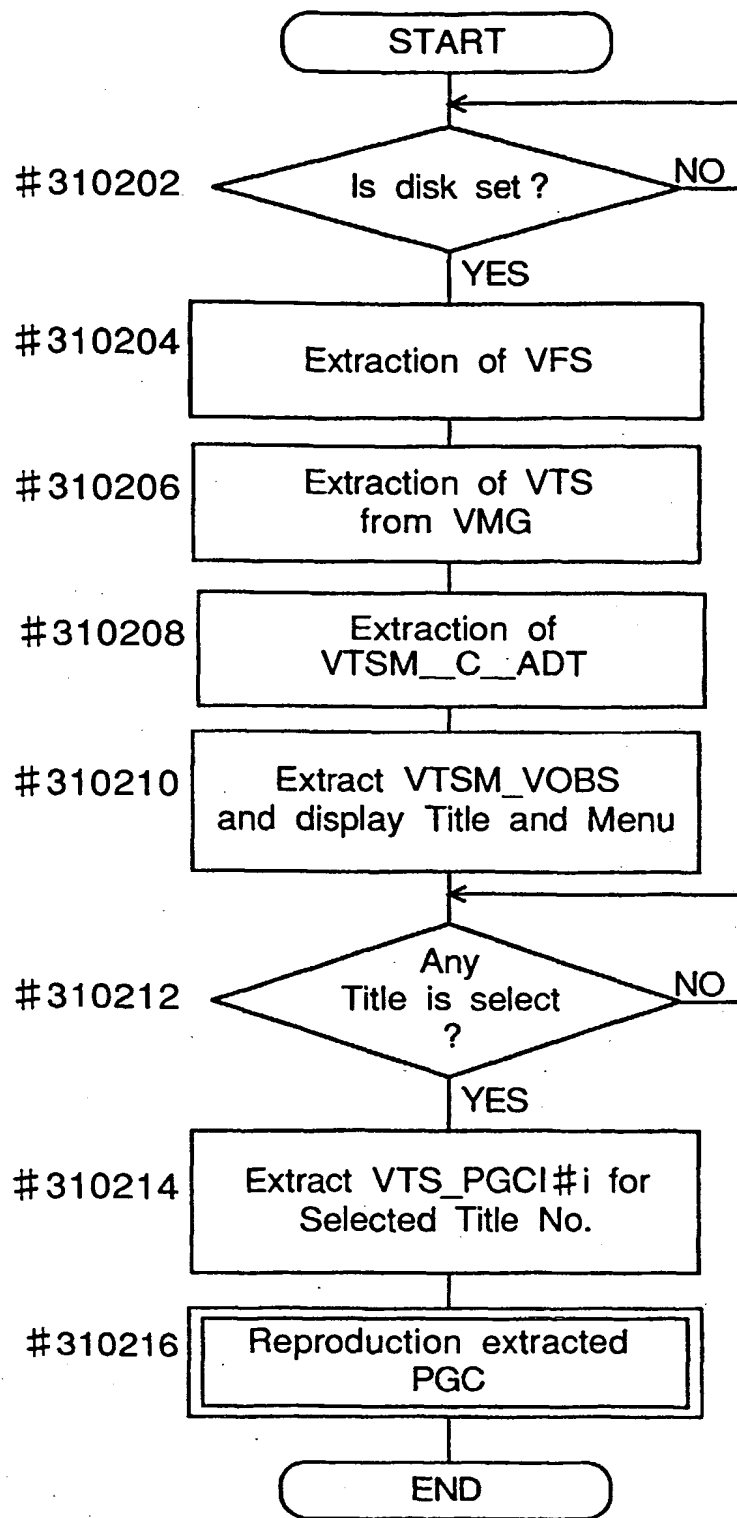 START
#310202
Is disk set ?
NO
YES
#310204
Extraction of VFS
#310206
Extraction of VTS
from VMG
#310208
Extraction of
VTSM__C__ADT
#310210
Extract VTSM_VOBS
and display Title and Menu
Any
#310212
Title is select
NO
?
YES
#310214
Extract VTS_PGCI#i for
Selected Title No.
#310216
Reproduction extracted
PGC
END